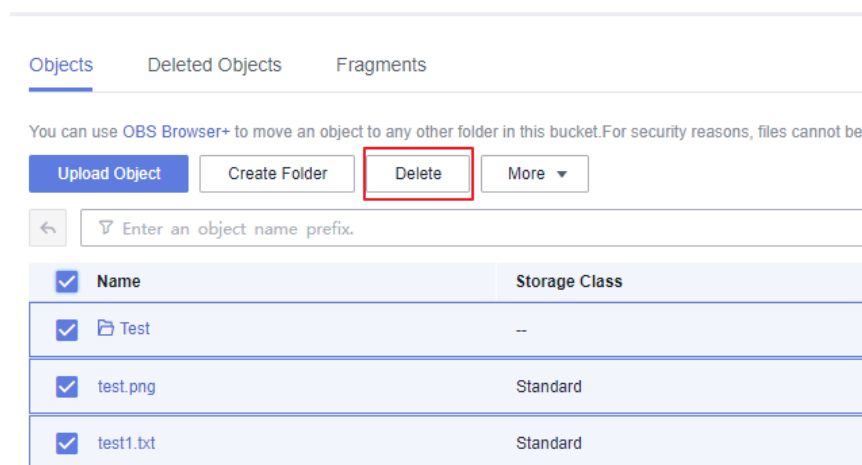 Objects Deleted Objects Fragments
You can use OBS Browser+ to move an object to any other folder in this bucket.For security reasons, files cannot be
Upload Object Create Folder Delete More
Enter an object name prefix.
Name Storage Class
Test --
test.png Standard
test1.txt Standard